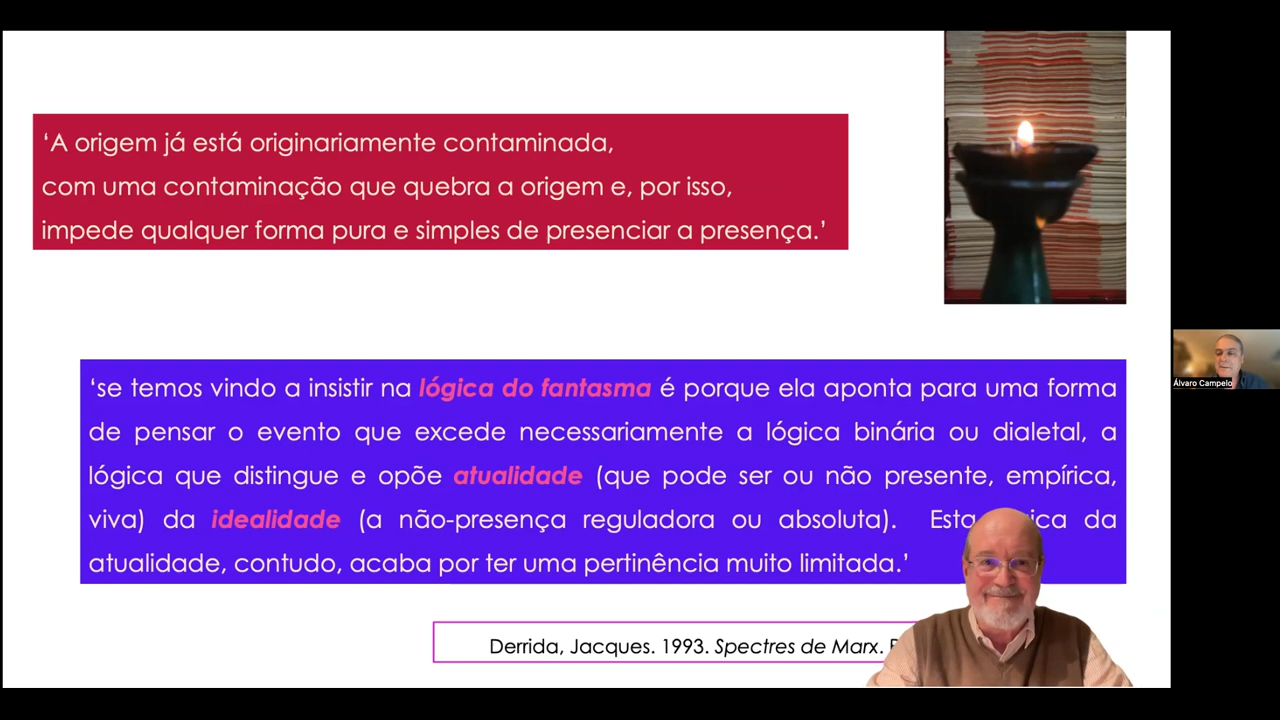 ‘A origem já está originariamente contaminada,
com uma contaminação que quebra a origem e, por isso,
impede qualquer forma pura e simples de presenciar a presença.’
‘se temos vindo a insistir na lógica do fantasma é porque ela aponta para uma forma
de pensar o evento que excede necessariamente a lógica binária ou dialetal, a
lógica que distingue e opõe atualidade (que pode ser ou não presente, empírica,
viva) da idealidade (a não-presença reguladora ou absoluta). Esta da
atualidade, contudo, acaba por ter uma pertinência muito limitada.’
Derrida, Jacques. 1993. Spectres de Marx.
Álvaro Campelo